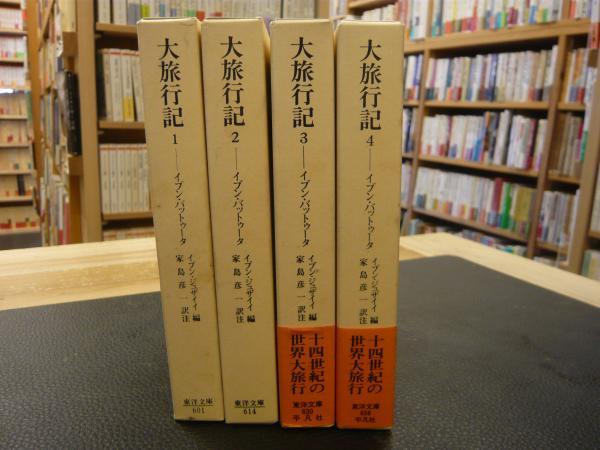 大旅行記 1
イブン・バットゥータ
イブン・ジュザイイ 編
家島彦一 訳注
東洋文庫
601
大旅行記 2
イブン・バットゥータ
イブン・ジュザイイ 編
家島彦一 訳注
東洋文庫
614
大旅行記 3
イブン・バットゥータ
イブン・ジュザイイ 編
家島彦一 訳注
十四世紀の
世界大旅行
東洋文庫
630
平凡社
大旅行記 4
イブン・バットゥータ
イブン・ジュザイイ 編
家島彦一 訳注
十四世紀の
世界大旅行
東洋文庫
平凡社